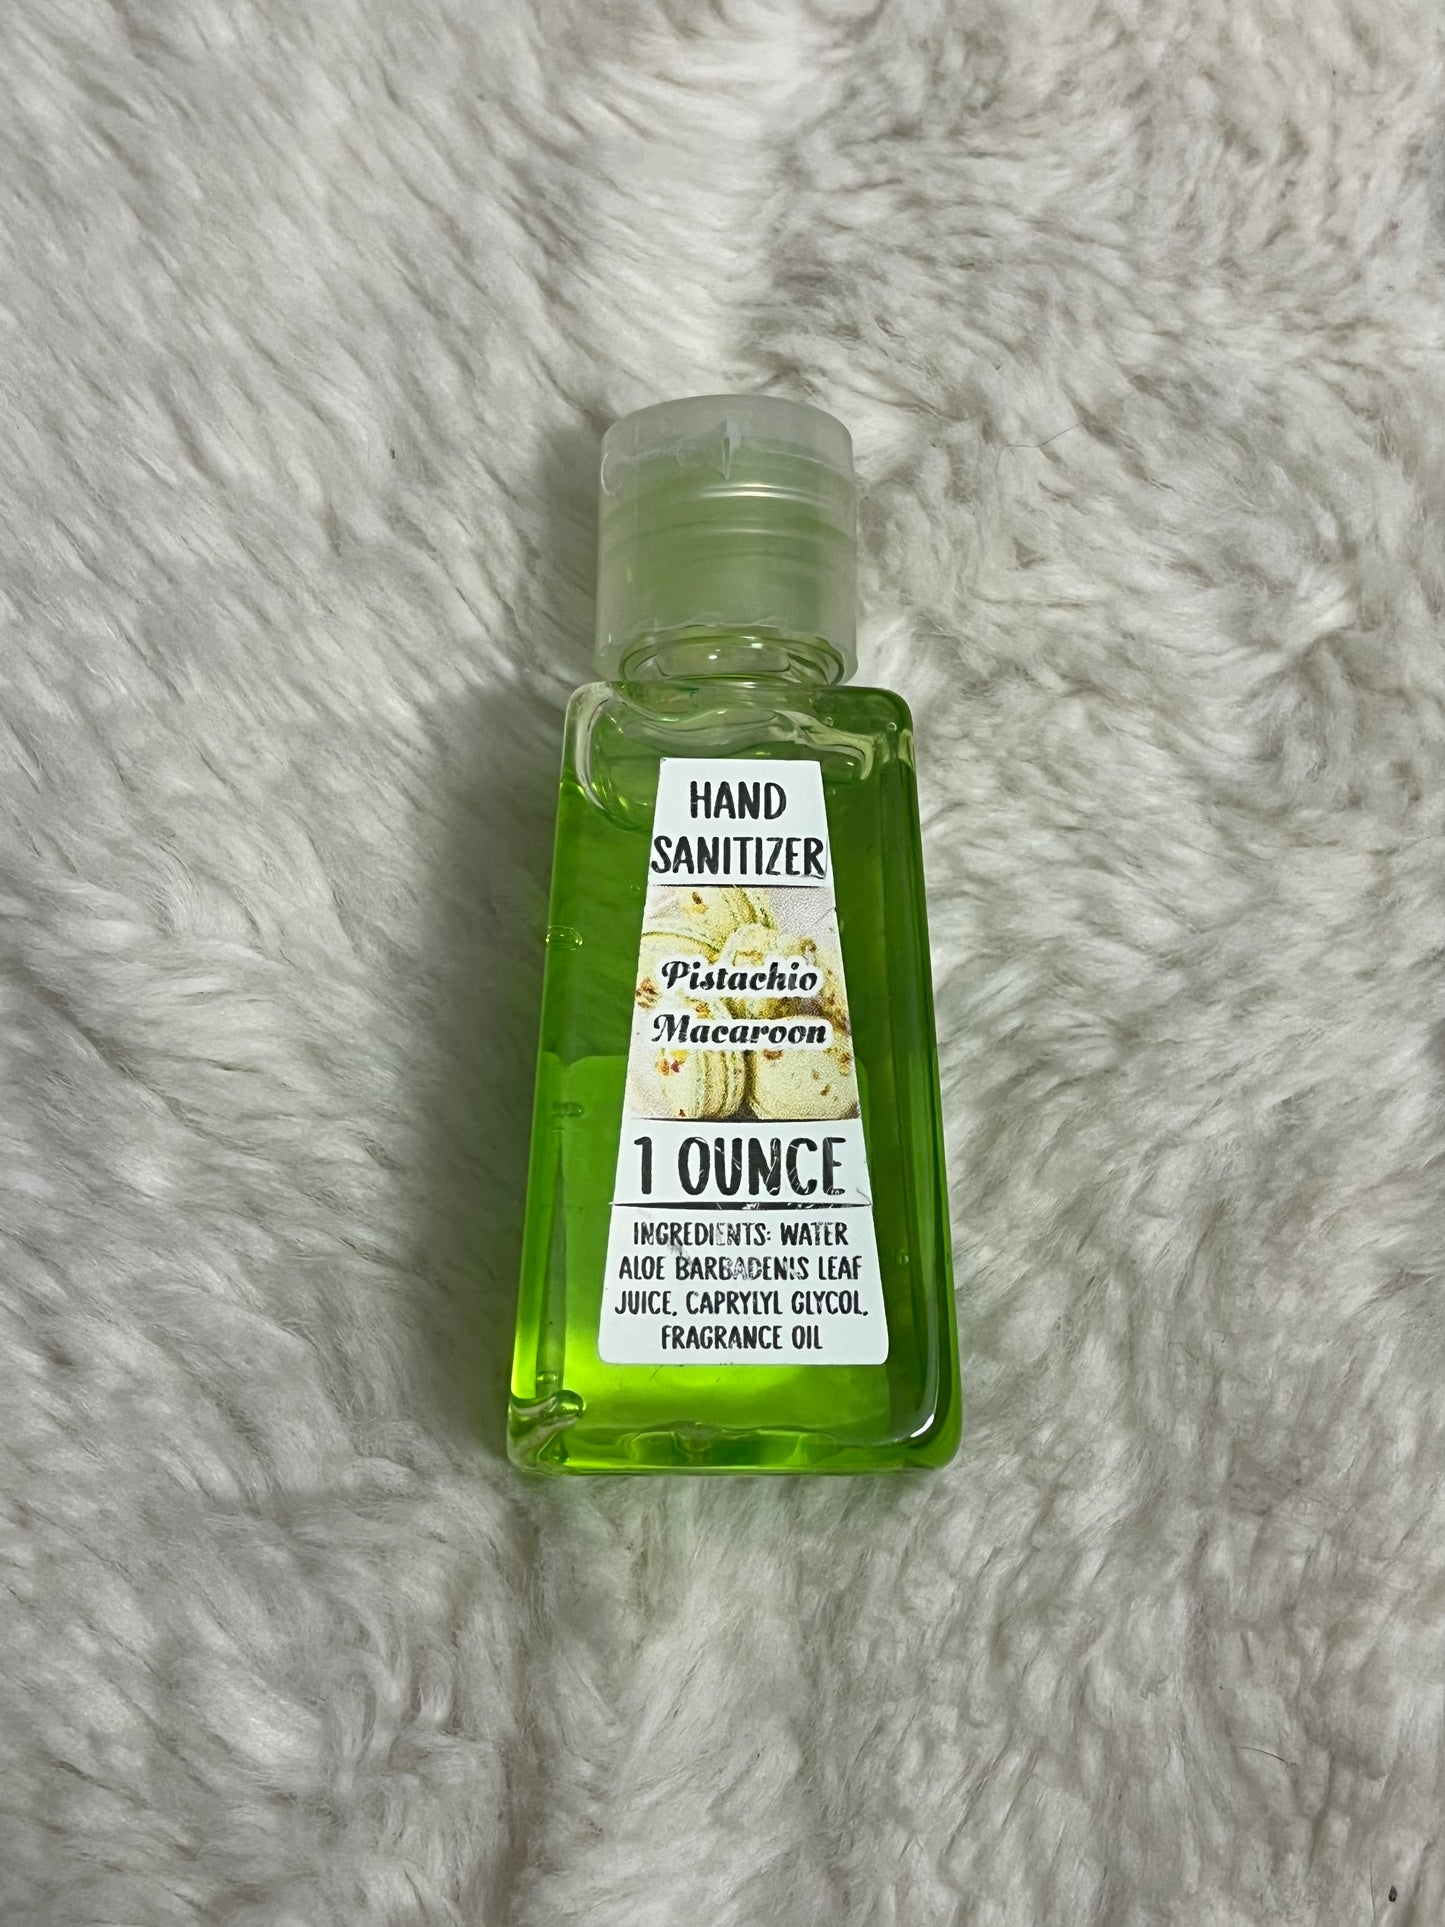 HAND
SANITIZER
Pistachio
Macaroon
1 OUNCE
INGREDIENTS: WATER
ALOE BARBADENIS LEAF
JUICE, CAPRYLYL GLYCOL,
FRAGRANCE OIL